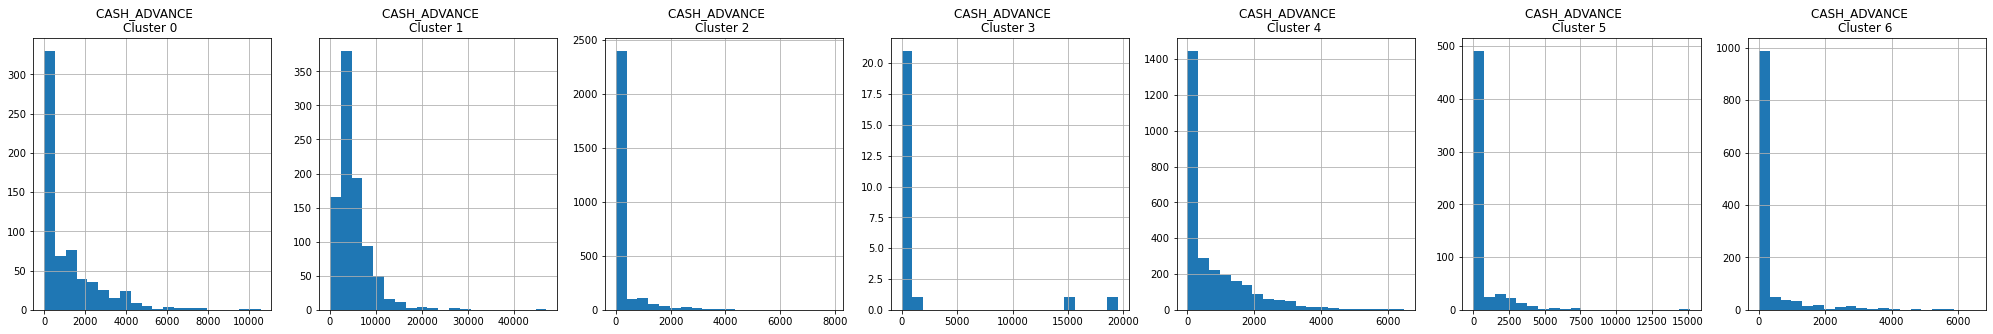 CASH_ADVANCE
Cluster 0
CASH_ADVANCE
Cluster 1
CASH_ADVANCE
Cluster 2
CASH_ADVANCE
Cluster 3
CASH_ADVANCE
Cluster 4
CASH_ADVANCE
Cluster 5
CASH_ADVANCE
Cluster 6
300
250
200
150
100
50
0
0 2000 4000 6000 8000 10000
350
300
250
200
150
100
50
0
0 10000 20000 30000 40000
2500
2000
1500
1000
500
0
0 2000 4000 6000 8000
20.0
17.5
15.0
12.5
10.0
7.5
5.0
2.5
0.0
0 5000 10000 15000 20000
1400
1200
1000
800
600
400
200
0
0 2000 4000 6000
500
400
300
200
100
0
0 2500 5000 7500 10000 12500 15000
1000
800
600
400
200
0
0 2000 4000 6000